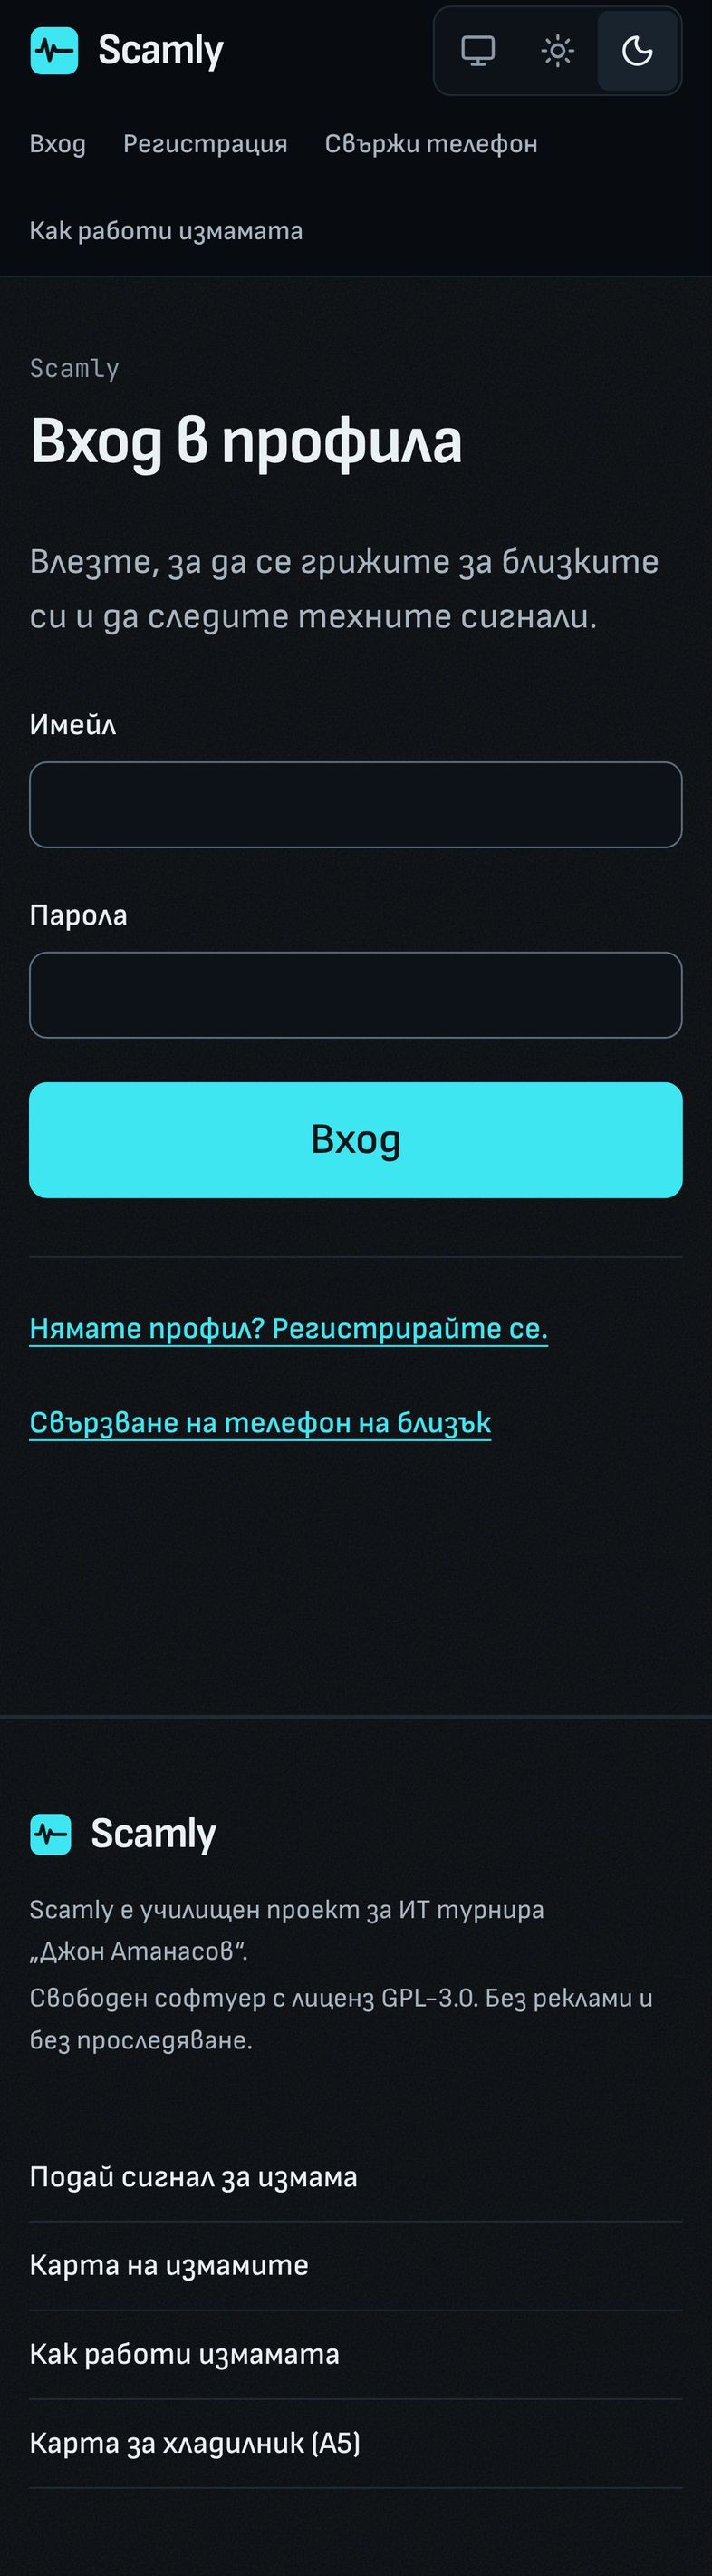 Scamly
Вход Регистрация Свържи телефон
Как работи измамата
Scamly
Вход в профила
Влезте, за да се грижите за близките
си и да следите техните сигнали.
Имейл
Парола
Вход
Нямате профил? Регистрирайте се.
Свързване на телефон на близък
Scamly
Scamly е училищен проект за ИТ турнира
„Джон Атанасов“.
Свободен софтуер с лиценз GPL-3.0. Без реклами и
без проследяване.
Подай сигнал за измама
Карта на измамите
Как работи измамата
Карта за хладилник (A5)